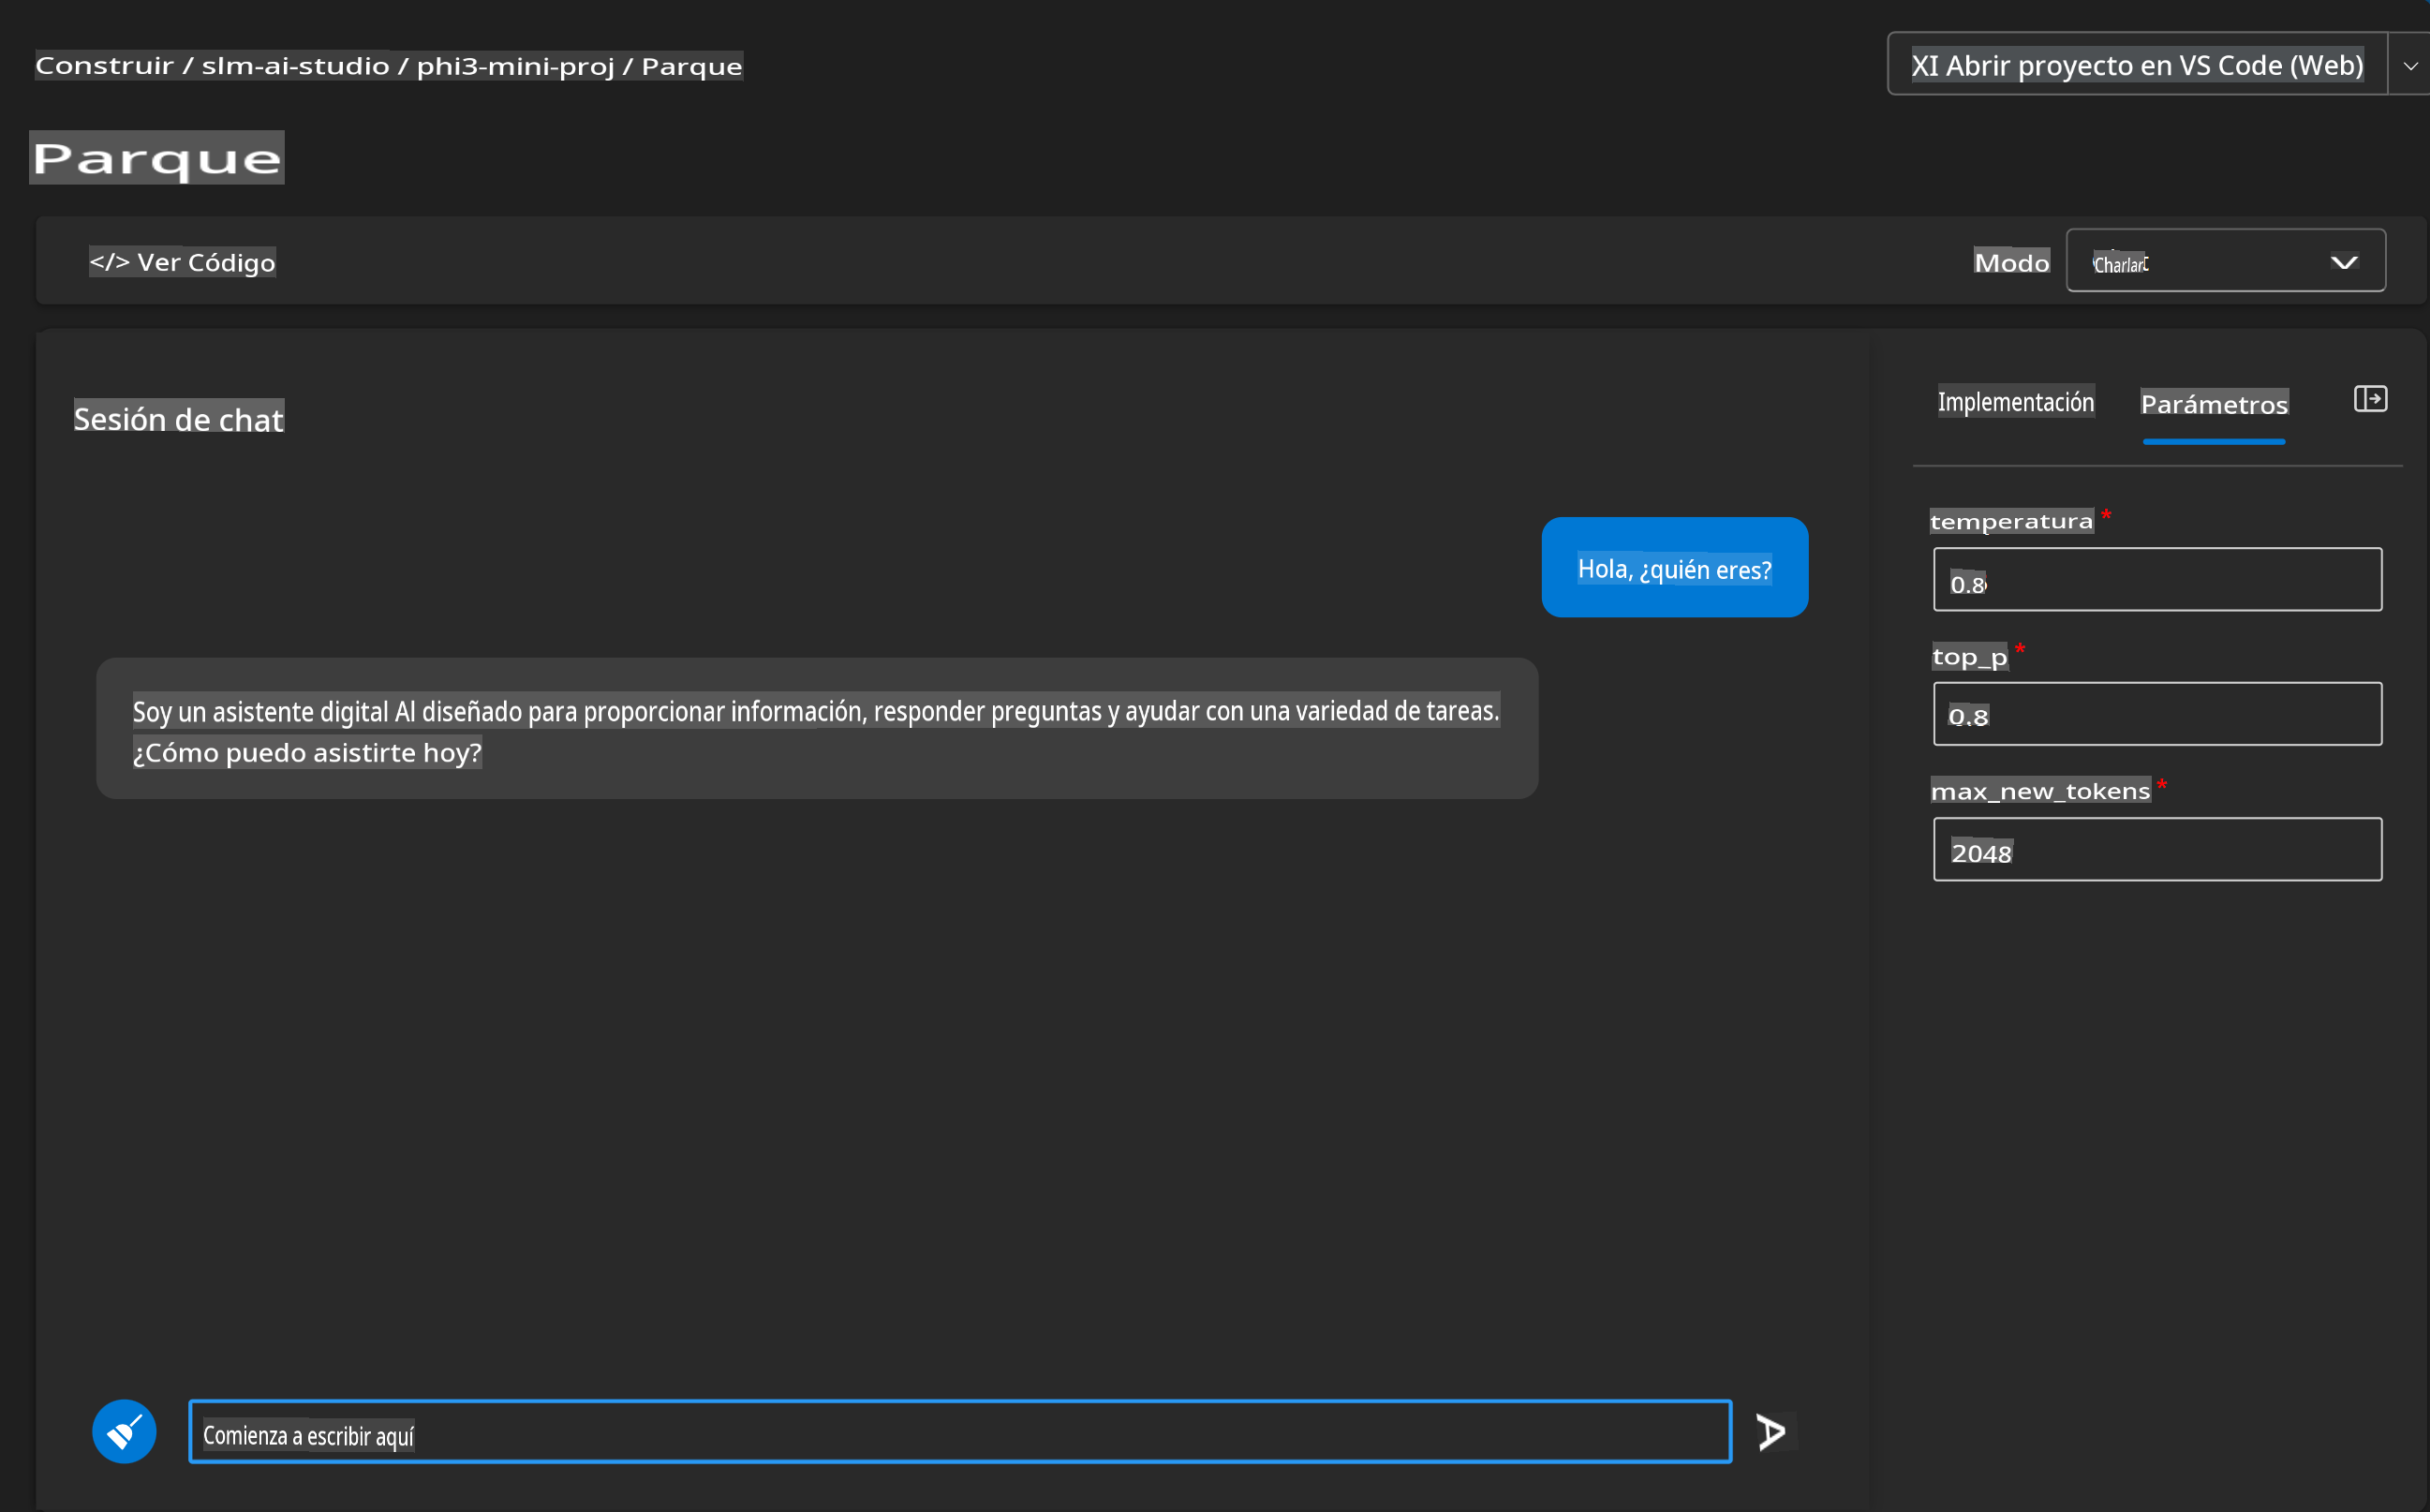 Construir / slm-ai-studio / phi3-mini-proj / Parque
XI Abrir proyecto en VS Code (Web)
Parque
</> Ver Código
Modo
Charlar
Sesión de chat
Implementación
Parámetros
Hola, ¿quién eres?
Soy un asistente digital AI diseñado para proporcionar información, responder preguntas y ayudar con una variedad de tareas.
¿Cómo puedo asistirte hoy?
temperatura *
0.8
top_p *
0.8
max_new_tokens *
2048
Comienza a escribir aquí